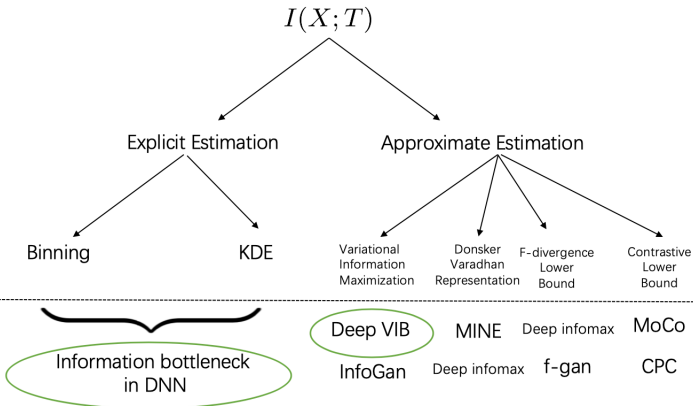 I(X;T)
Explicit Estimation
Approximate Estimation
Binning
KDE
Variational
Information
Maximization
Donsker
Varadhan
Representation
F-divergence
Lower
Bound
Contrastive
Lower
Bound
Information bottleneck
in DNN
Deep VIB
MINE
Deep infomax
MoCo
InfoGan
Deep infomax
f-gan
CPC